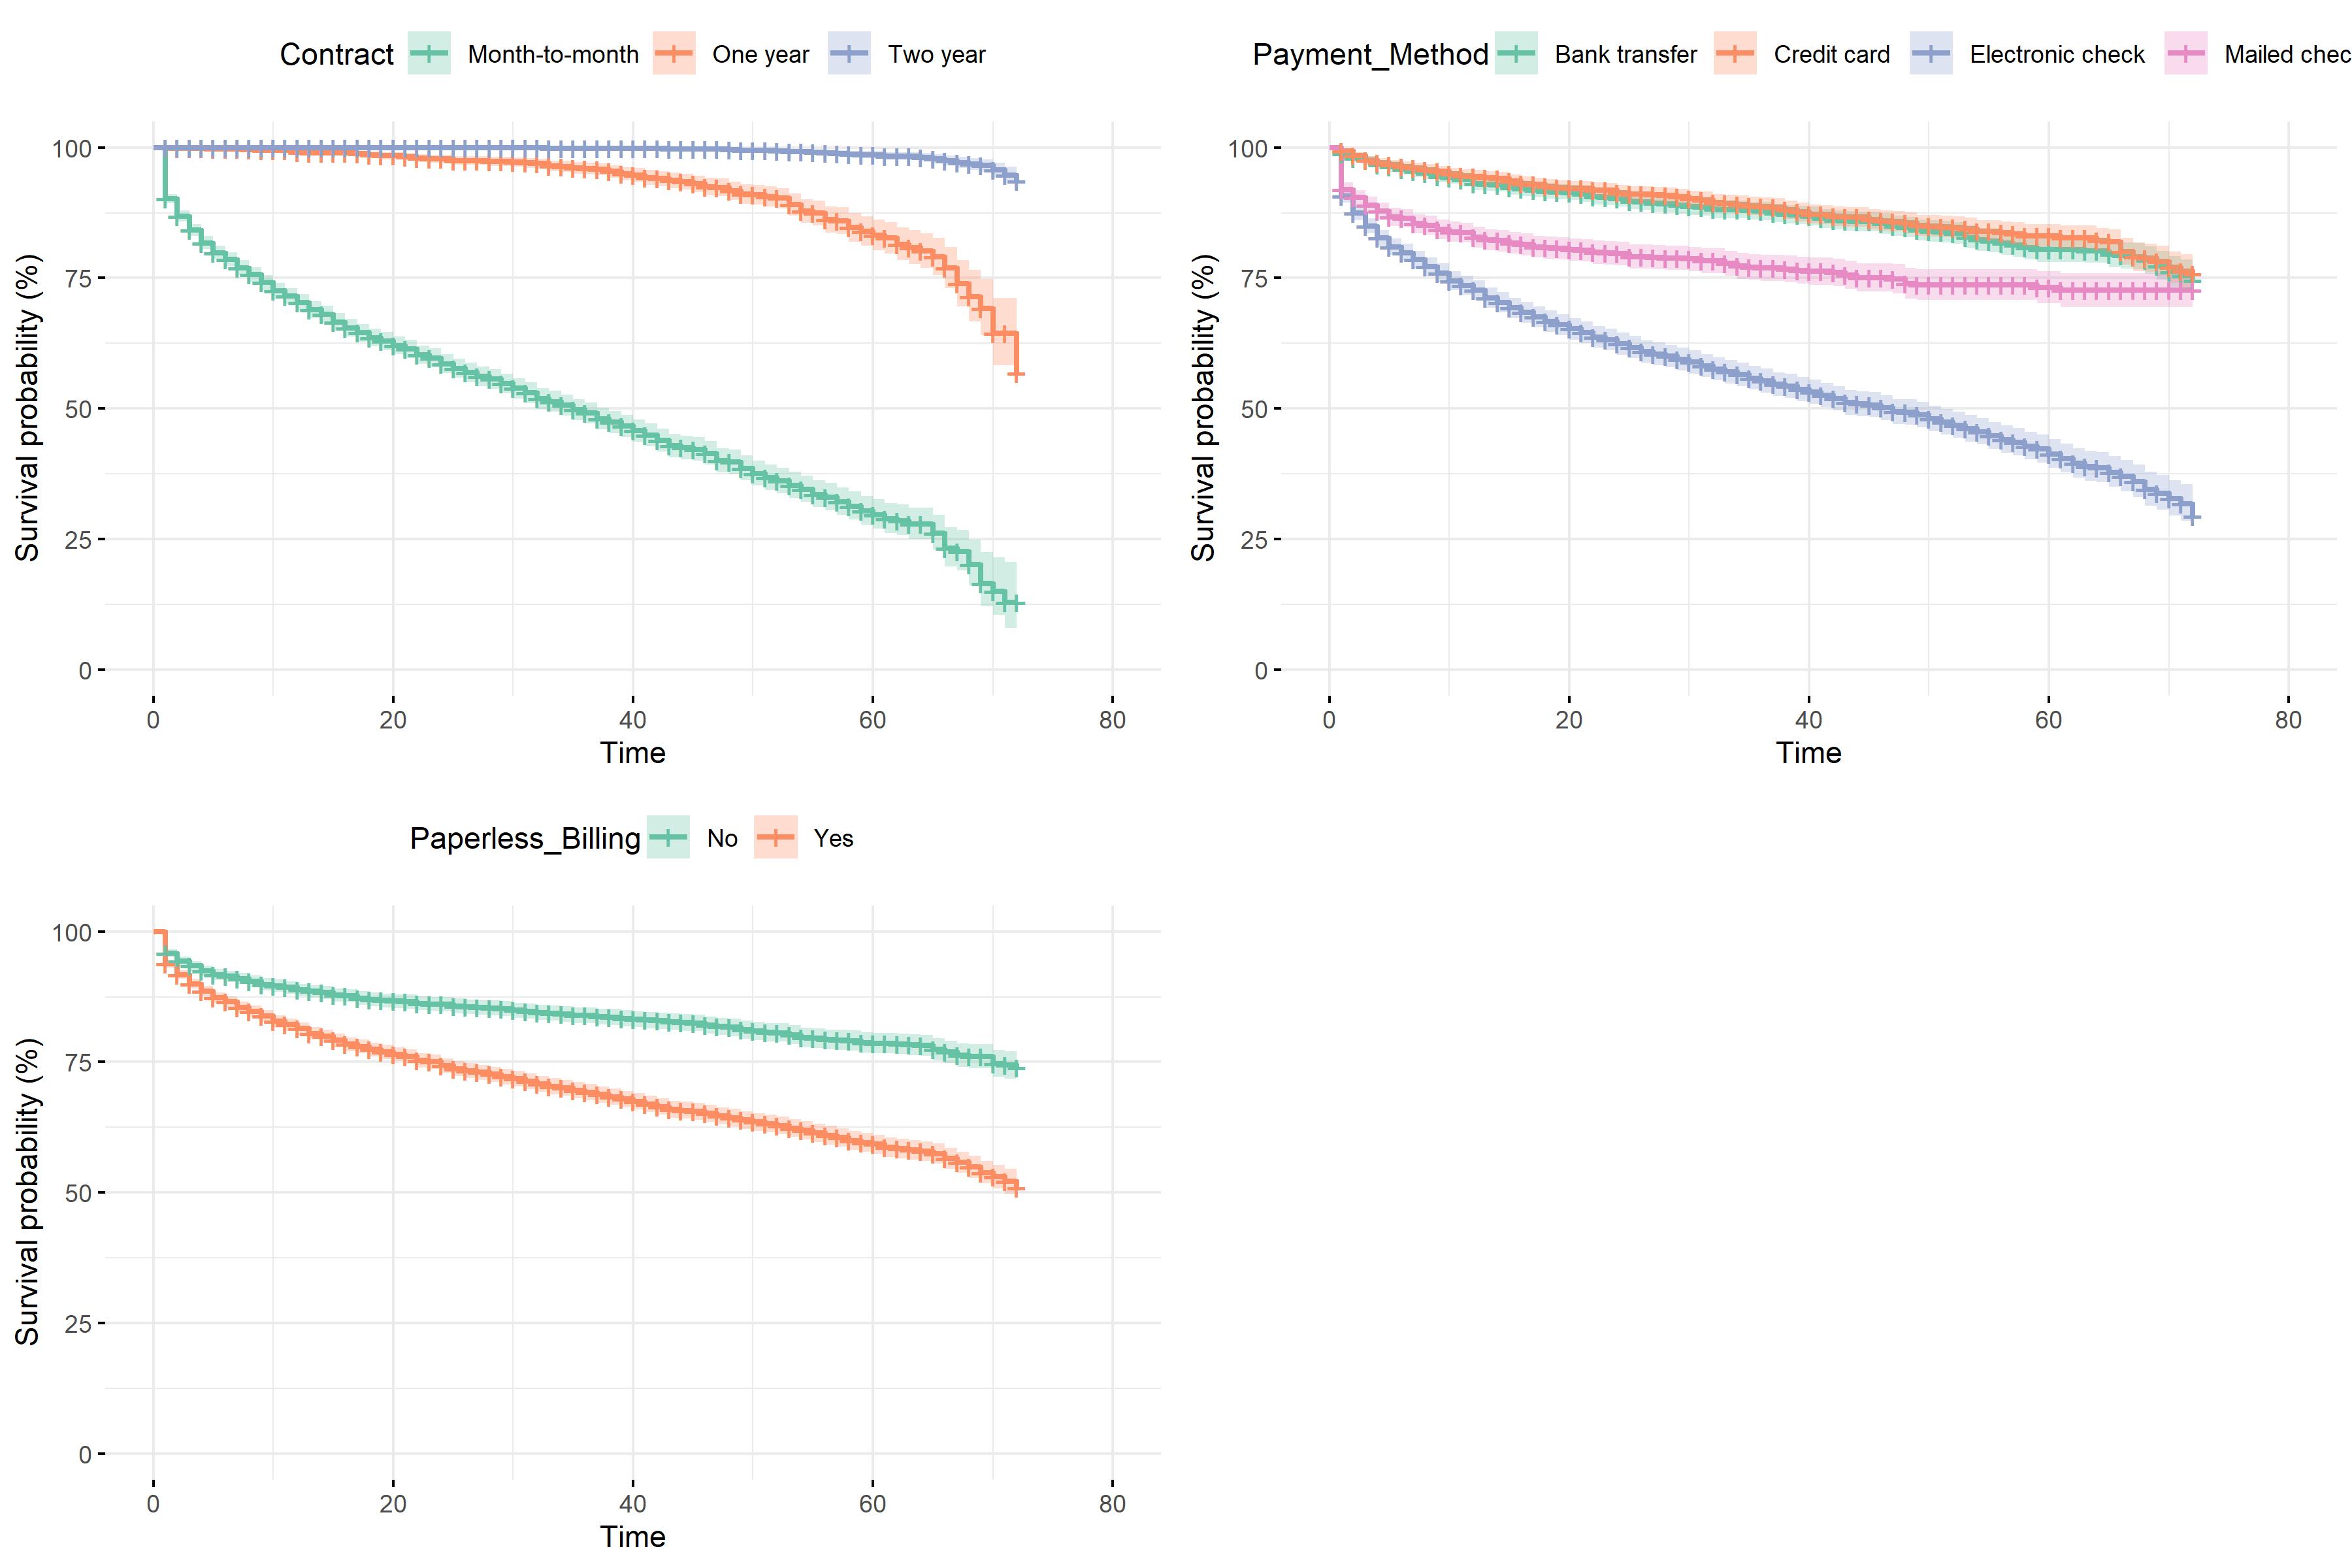 Contract Month-to-month One year Two year
Survival probability (%)
100
75
50
25
0
0 20 40 60 80
Time
Payment_Method Bank transfer Credit card Electronic check Mailed chec
Survival probability (%)
100
75
50
25
0
0 20 40 60 80
Time
Paperless_Billing No Yes
Survival probability (%)
100
75
50
25
0
0 20 40 60 80
Time